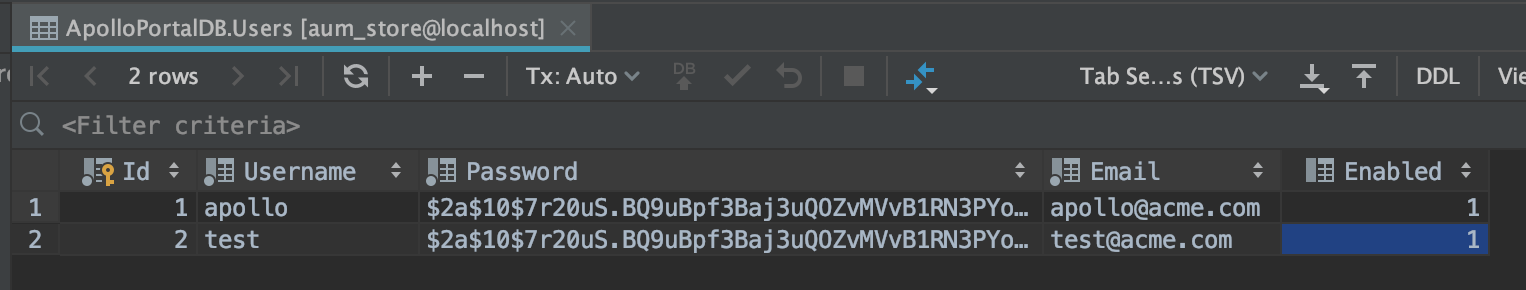 ApolloPortalDB.Users [aum_store@localhost]
2 rows Tx: Auto DB Tab Se...s (TSV) DDL
<Filter criteria>
Id Username Password Email Enabled
1 1 apollo $2a$10$7r20uS.BQ9uBpf3Baj3uQOZvMVvB1RN3PYo… apollo@acme.com 1
2 2 test $2a$10$7r20uS.BQ9uBpf3Baj3uQOZvMVvB1RN3PYo… test@acme.com 1